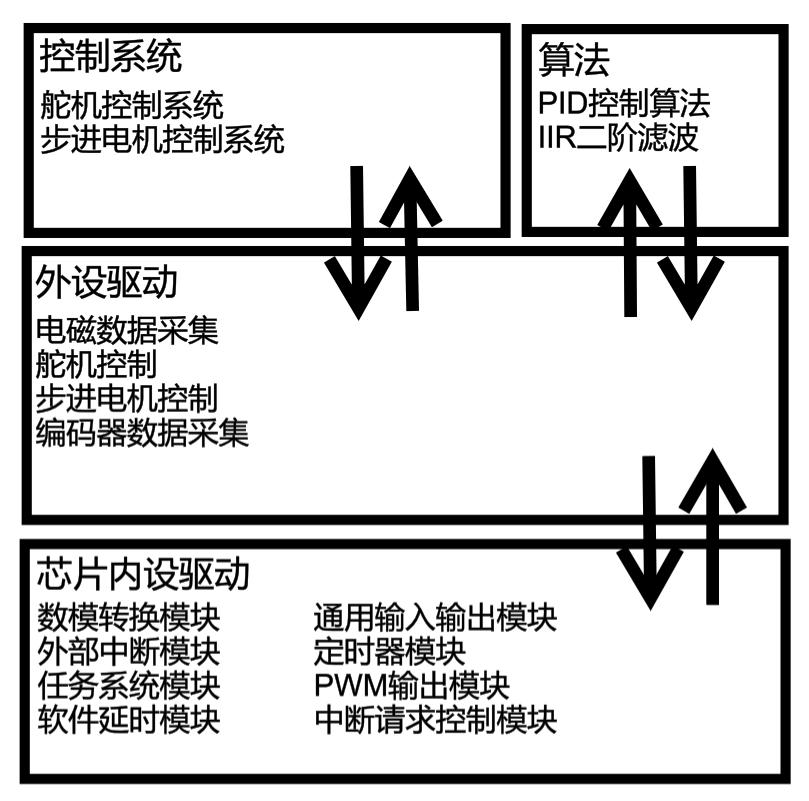 控制系统
舵机控制系统
步进电机控制系统
算法
PID控制算法
IIR二阶滤波
外设驱动
电磁数据采集
舵机控制
步进电机控制
编码器数据采集
芯片内设驱动
数模转换模块
外部中断模块
任务系统模块
软件延时模块
通用输入输出模块
定时器模块
PWM输出模块
中断请求控制模块